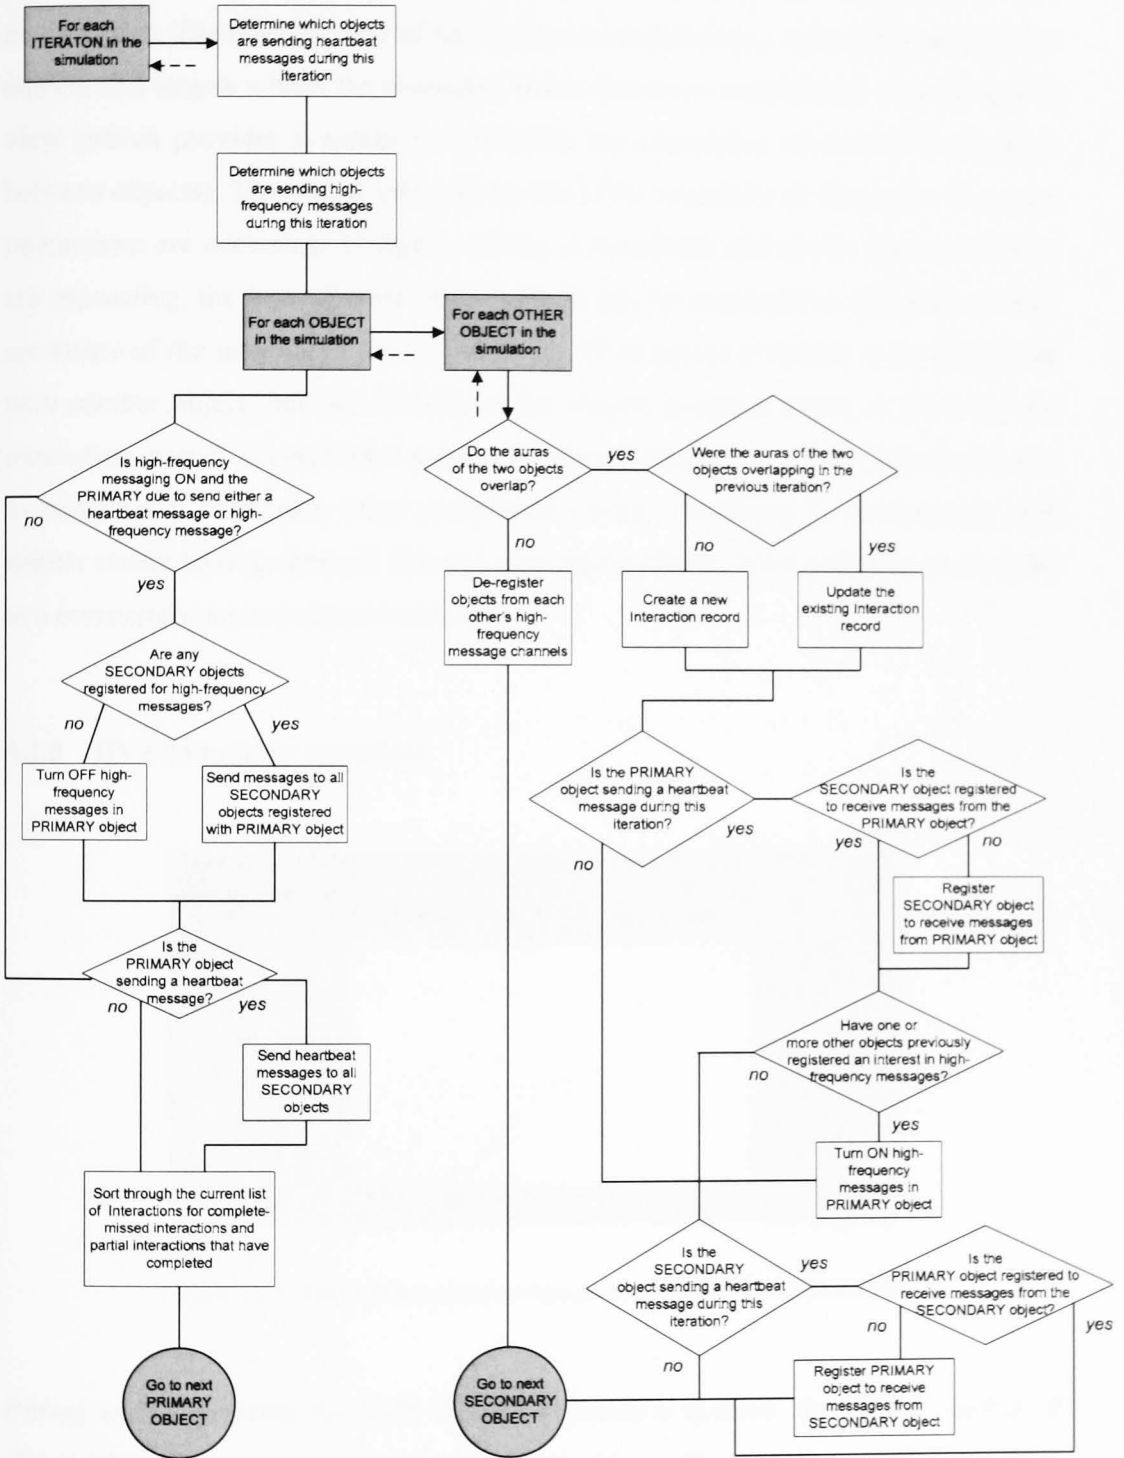 For each
ITERATON in the
simulation
Determine which objects
are sending heartbeat
messages during this
iteration
Determine which objects
are sending high-
frequency messages
during this iteration
For each OBJECT
in the simulation
For each OTHER
OBJECT in the
simulation
Is high-frequency
messaging ON and the
PRIMARY due to send either a
heartbeat message or high-
frequency message?
no
yes
Are any
SECONDARY objects
registered for high-frequency
messages?
no
yes
Turn OFF high-
frequency
messages in
PRIMARY object
Send messages to all
SECONDARY
objects registered
with PRIMARY object
Is the
PRIMARY object
sending a heartbeat
message?
no
yes
Send heartbeat
messages to all
SECONDARY
objects
Sort through the current list
of Interactions for complete-
missed interactions and
partial interactions that have
completed
Go to next
PRIMARY
OBJECT
Do the auras
of the two objects
overlap?
yes
no
Were the auras of the two
objects overlapping in the
previous iteration?
no
yes
De-register
objects from each
other's high-
frequency
message channels
Create a new
Interaction record
Update the
existing Interaction
record
Is the PRIMARY
object sending a heartbeat
message during this
iteration?
yes
no
Is the
SECONDARY object registered
to receive messages from the
PRIMARY object?
yes
no
Register
SECONDARY object
to receive messages
from PRIMARY object
Have one or
more other objects previously
registered an interest in high-
frequency messages?
no
yes
Turn ON high-
frequency
messages in
PRIMARY object
Is the
SECONDARY
object sending a heartbeat
message during this
iteration?
yes
no
Is the
PRIMARY object registered to
receive messages from the
SECONDARY object?
no
yes
Register PRIMARY
object to receive
messages from
SECONDARY object
Go to next
SECONDARY
OBJECT